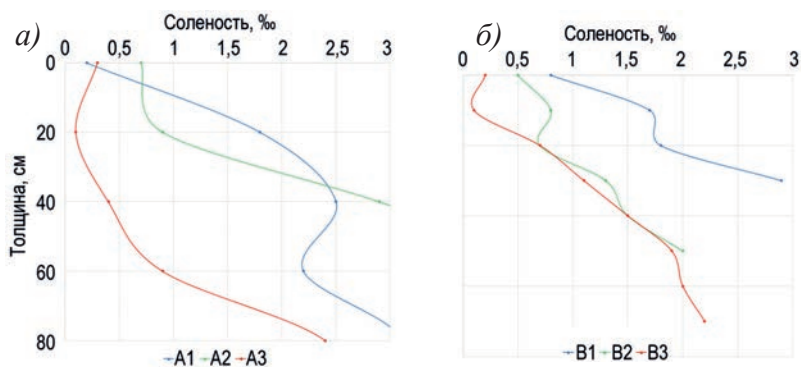 а) Соленость, ‰
0 0,5 1 1,5 2 2,5 3
0
20
40
60
80
Толщина, см
A1 A2 A3
б) Соленость, ‰
0 0,5 1 1,5 2 2,5 3
B1 B2 B3